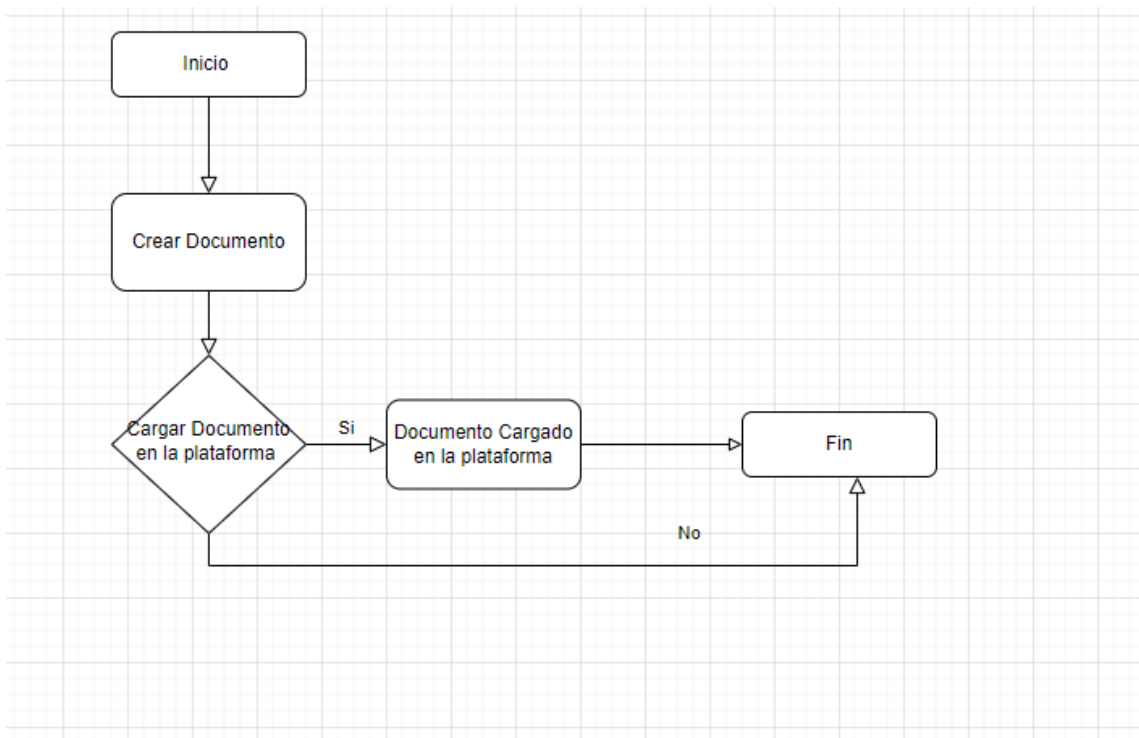 Inicio
Crear Documento
Cargar Documento
en la plataforma
Si
Documento Cargado
en la plataforma
Fin
No